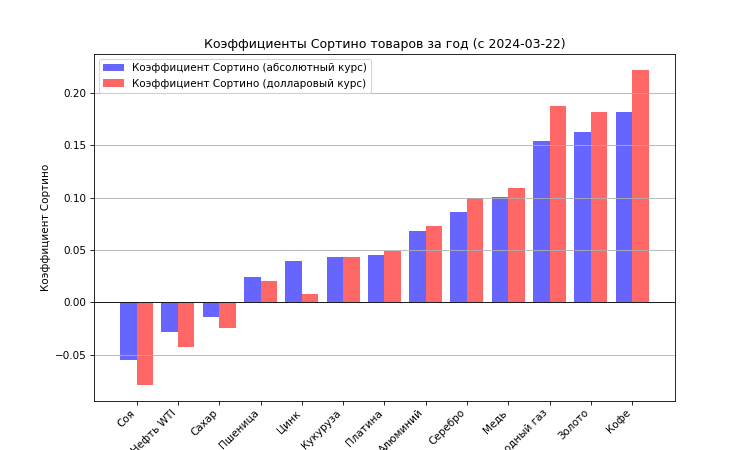 Коэффициенты Сортино товаров за год (с 2024-03-22)
Коэффициент Сортино (абсолютный курс)
Коэффициент Сортино (долларовый курс)
Коэффициент Сортино
0.20
0.15
0.10
0.05
0.00
−0.05
Соя
Нефть WTI
Сахар
Пшеница
Цинк
Кукуруза
Платина
Алюминий
Серебро
Медь
одный газ
Золото
Кофе